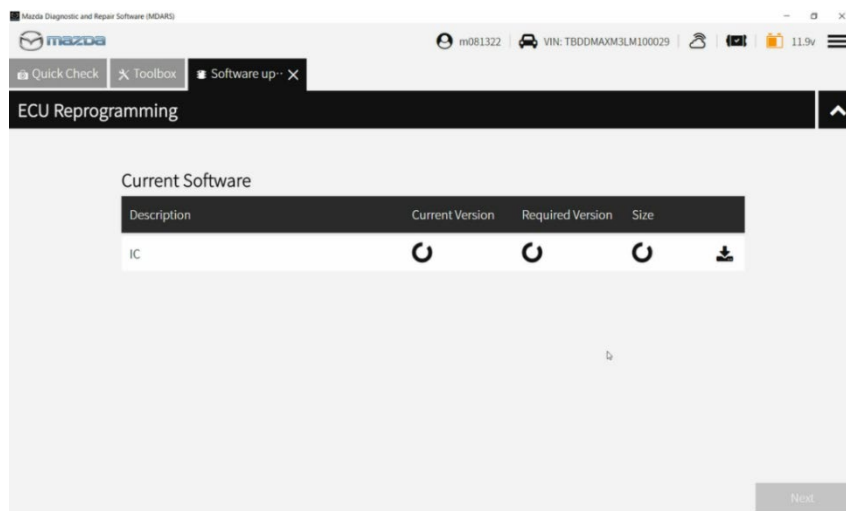 Mazda Diagnostic and Repair Software (MDARS)
mazda m081322 VIN: TBDDMAXM3LM100029 11.9v
Quick Check Toolbox Software up··
ECU Reprogramming
Current Software
Description Current Version Required Version Size
IC
Next